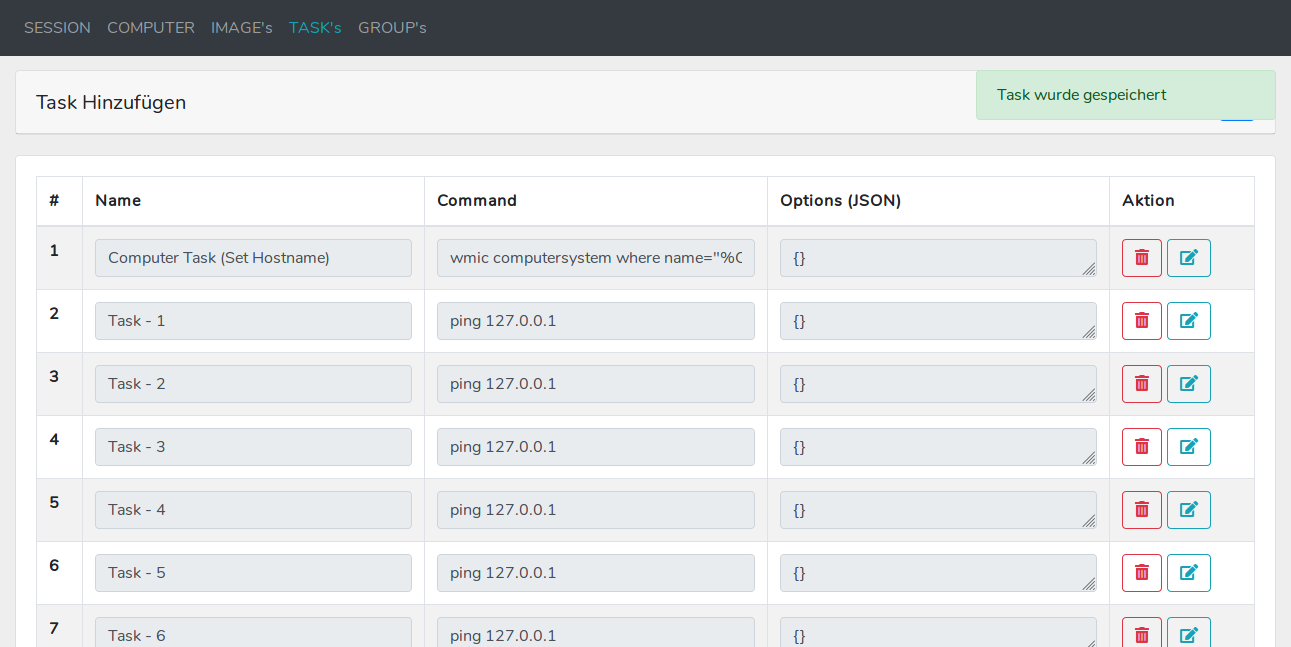 SESSION COMPUTER IMAGE's TASK's GROUP's
Task Hinzufügen
Task wurde gespeichert
# Name Command Options (JSON) Aktion
1 Computer Task (Set Hostname) wmic computersystem where name="%C {}
2 Task - 1 ping 127.0.0.1 {}
3 Task - 2 ping 127.0.0.1 {}
4 Task - 3 ping 127.0.0.1 {}
5 Task - 4 ping 127.0.0.1 {}
6 Task - 5 ping 127.0.0.1 {}
7 Task - 6 ping 127.0.0.1 {}